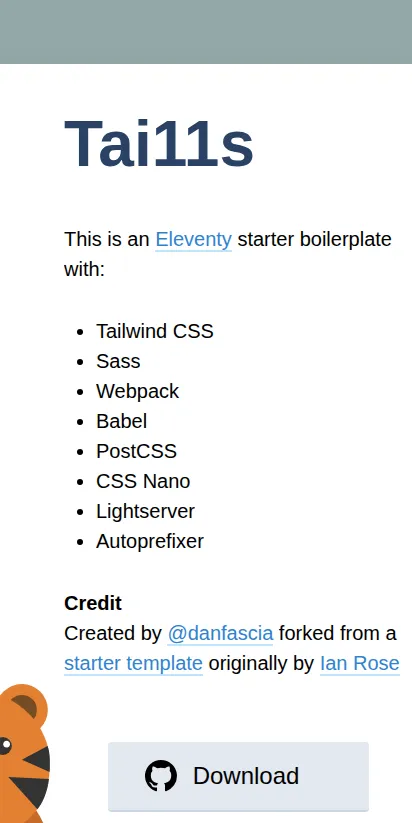 Tai11s
This is an Eleventy starter boilerplate
with:
Tailwind CSS
Sass
Webpack
Babel
PostCSS
CSS Nano
Lightserver
Autoprefixer
Credit
Created by @danfascia forked from a
starter template originally by Ian Rose
Download